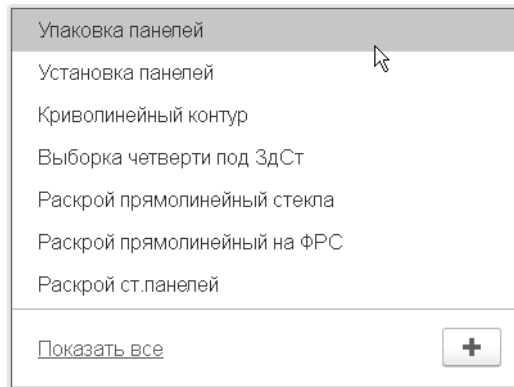 Упаковка панелей
Установка панелей
Криволинейный контур
Выборка четверти под ЗдСт
Раскрой прямолинейный стекла
Раскрой прямолинейный на ФРС
Раскрой ст.панелей
Показать все
+